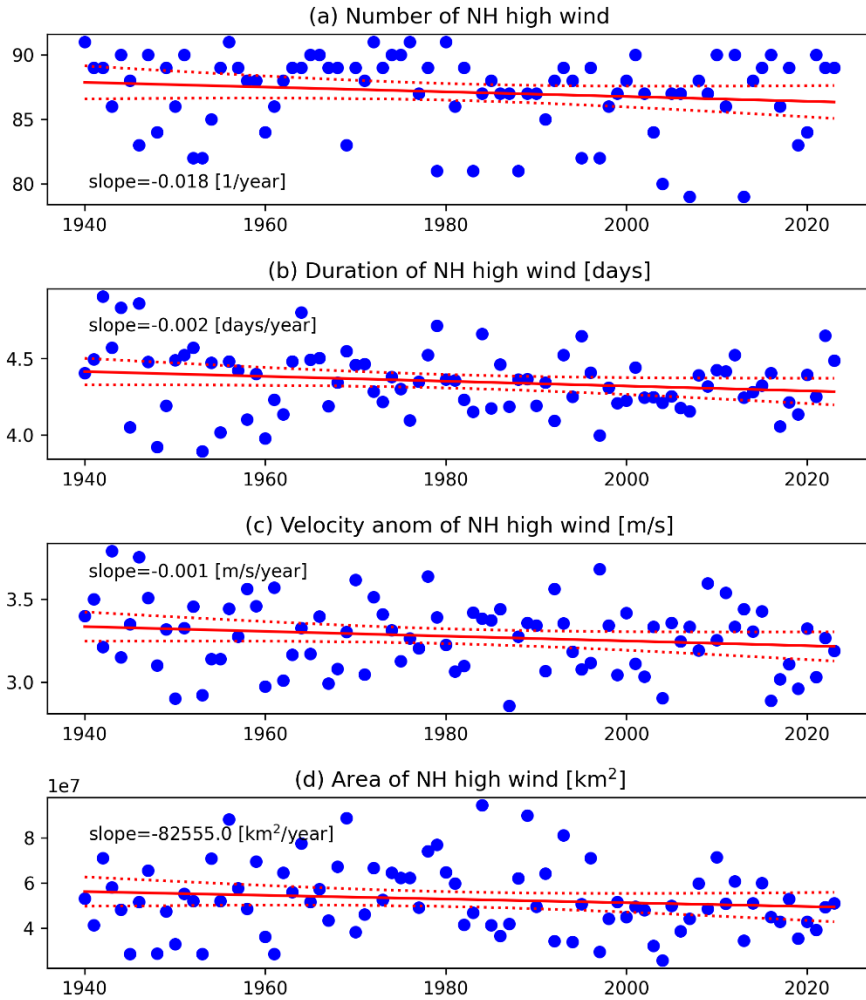 (a) Number of NH high wind
90
85
80
slope=-0.018 [1/year]
1940 1960 1980 2000 2020
(b) Duration of NH high wind [days]
slope=-0.002 [days/year]
4.5
4.0
1940 1960 1980 2000 2020
(c) Velocity anom of NH high wind [m/s]
slope=-0.001 [m/s/year]
3.5
3.0
1940 1960 1980 2000 2020
1e7
(d) Area of NH high wind [km²]
8
slope=-82555.0 [km²/year]
6
4
1940 1960 1980 2000 2020